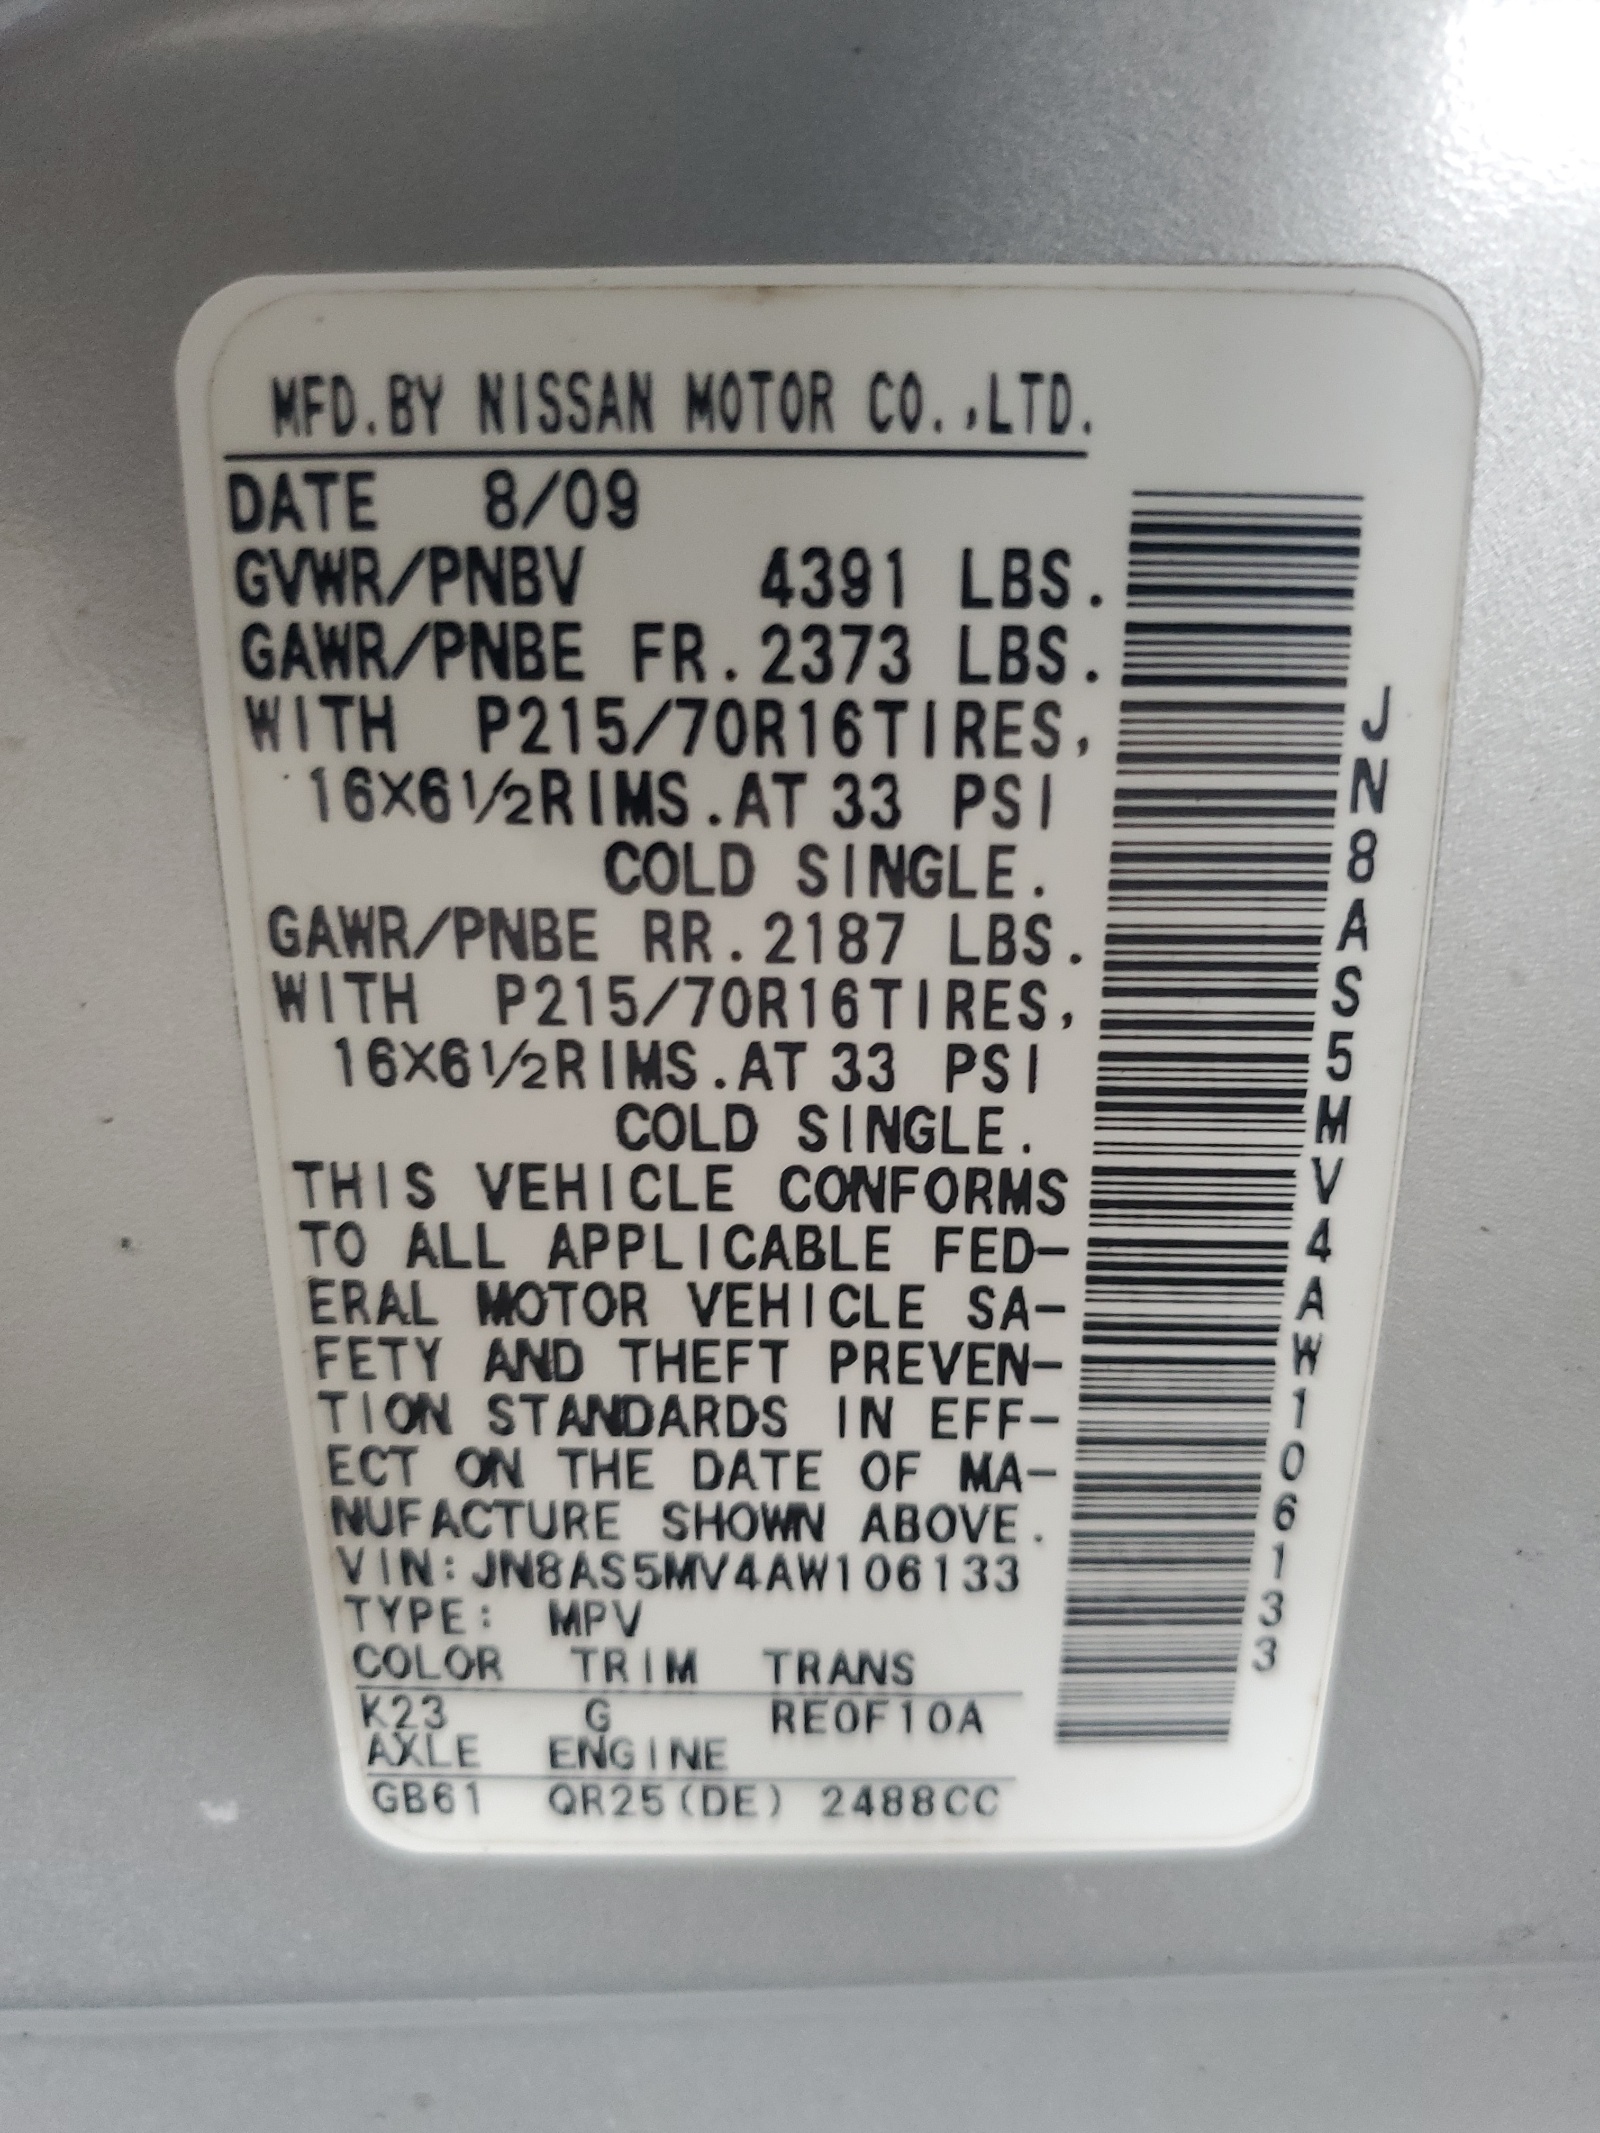 MFD.BY NISSAN MOTOR CO.,LTD.
DATE 8/09
GVWR/PNBV 4391 LBS.
GAWR/PNBE FR.2373 LBS.
WITH P215/70R16TIRES,
16X6½RIMS.AT 33 PSI
COLD SINGLE.
GAWR/PNBE RR.2187 LBS.
WITH P215/70R16TIRES,
16X6½RIMS.AT 33 PSI
COLD SINGLE.
THIS VEHICLE CONFORMS
TO ALL APPLICABLE FED-
ERAL MOTOR VEHICLE SA-
FETY AND THEFT PREVEN-
TION STANDARDS IN EFF-
ECT ON THE DATE OF MA-
NUFACTURE SHOWN ABOVE.
VIN:JN8AS5MV4AW106133
TYPE: MPV
COLOR TRIM TRANS
K23 G RE0F10A
AXLE ENGINE
GB61 QR25(DE) 2488CC
JN8AS5MV4AW106133